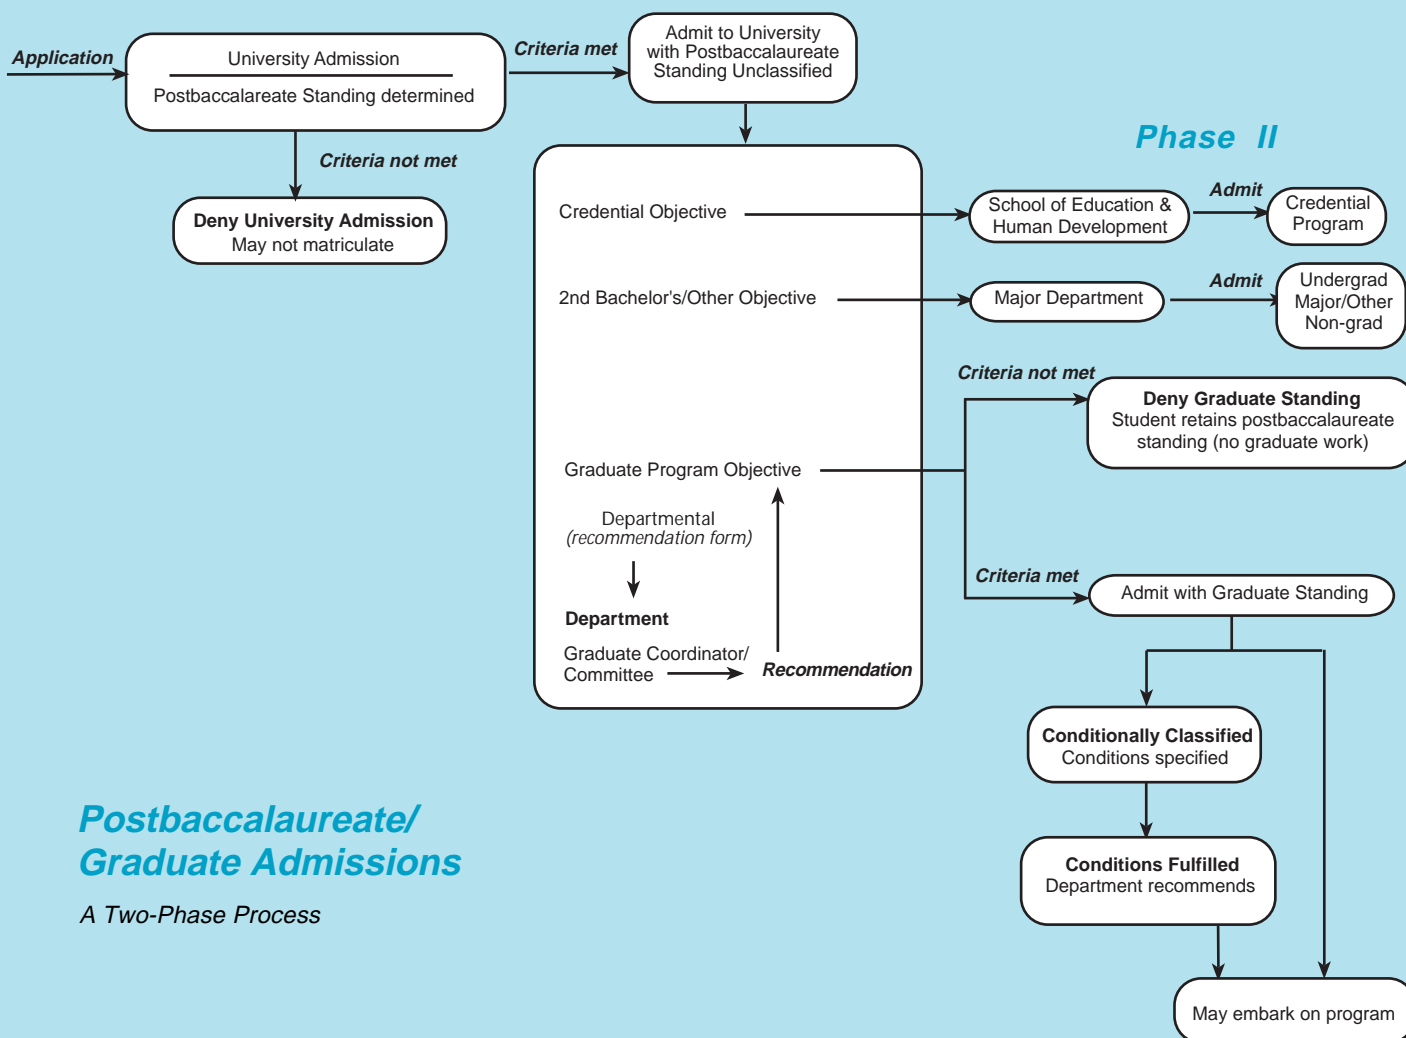 Application
University Admission
Postbaccalareate Standing determined
Criteria met
Admit to University
with Postbaccalaureate
Standing Unclassified
Criteria not met
Deny University Admission
May not matriculate
Phase II
Credential Objective
School of Education &
Human Development
Admit
Credential
Program
2nd Bachelor's/Other Objective
Major Department
Admit
Undergrad
Major/Other
Non-grad
Criteria not met
Deny Graduate Standing
Student retains postbaccalaureate
standing (no graduate work)
Graduate Program Objective
Departmental
(recommendation form)
Department
Graduate Coordinator/
Committee
Recommendation
Criteria met
Admit with Graduate Standing
Conditionally Classified
Conditions specified
Conditions Fulfilled
Department recommends
May embark on program
Postbaccalaureate/
Graduate Admissions
A Two-Phase Process